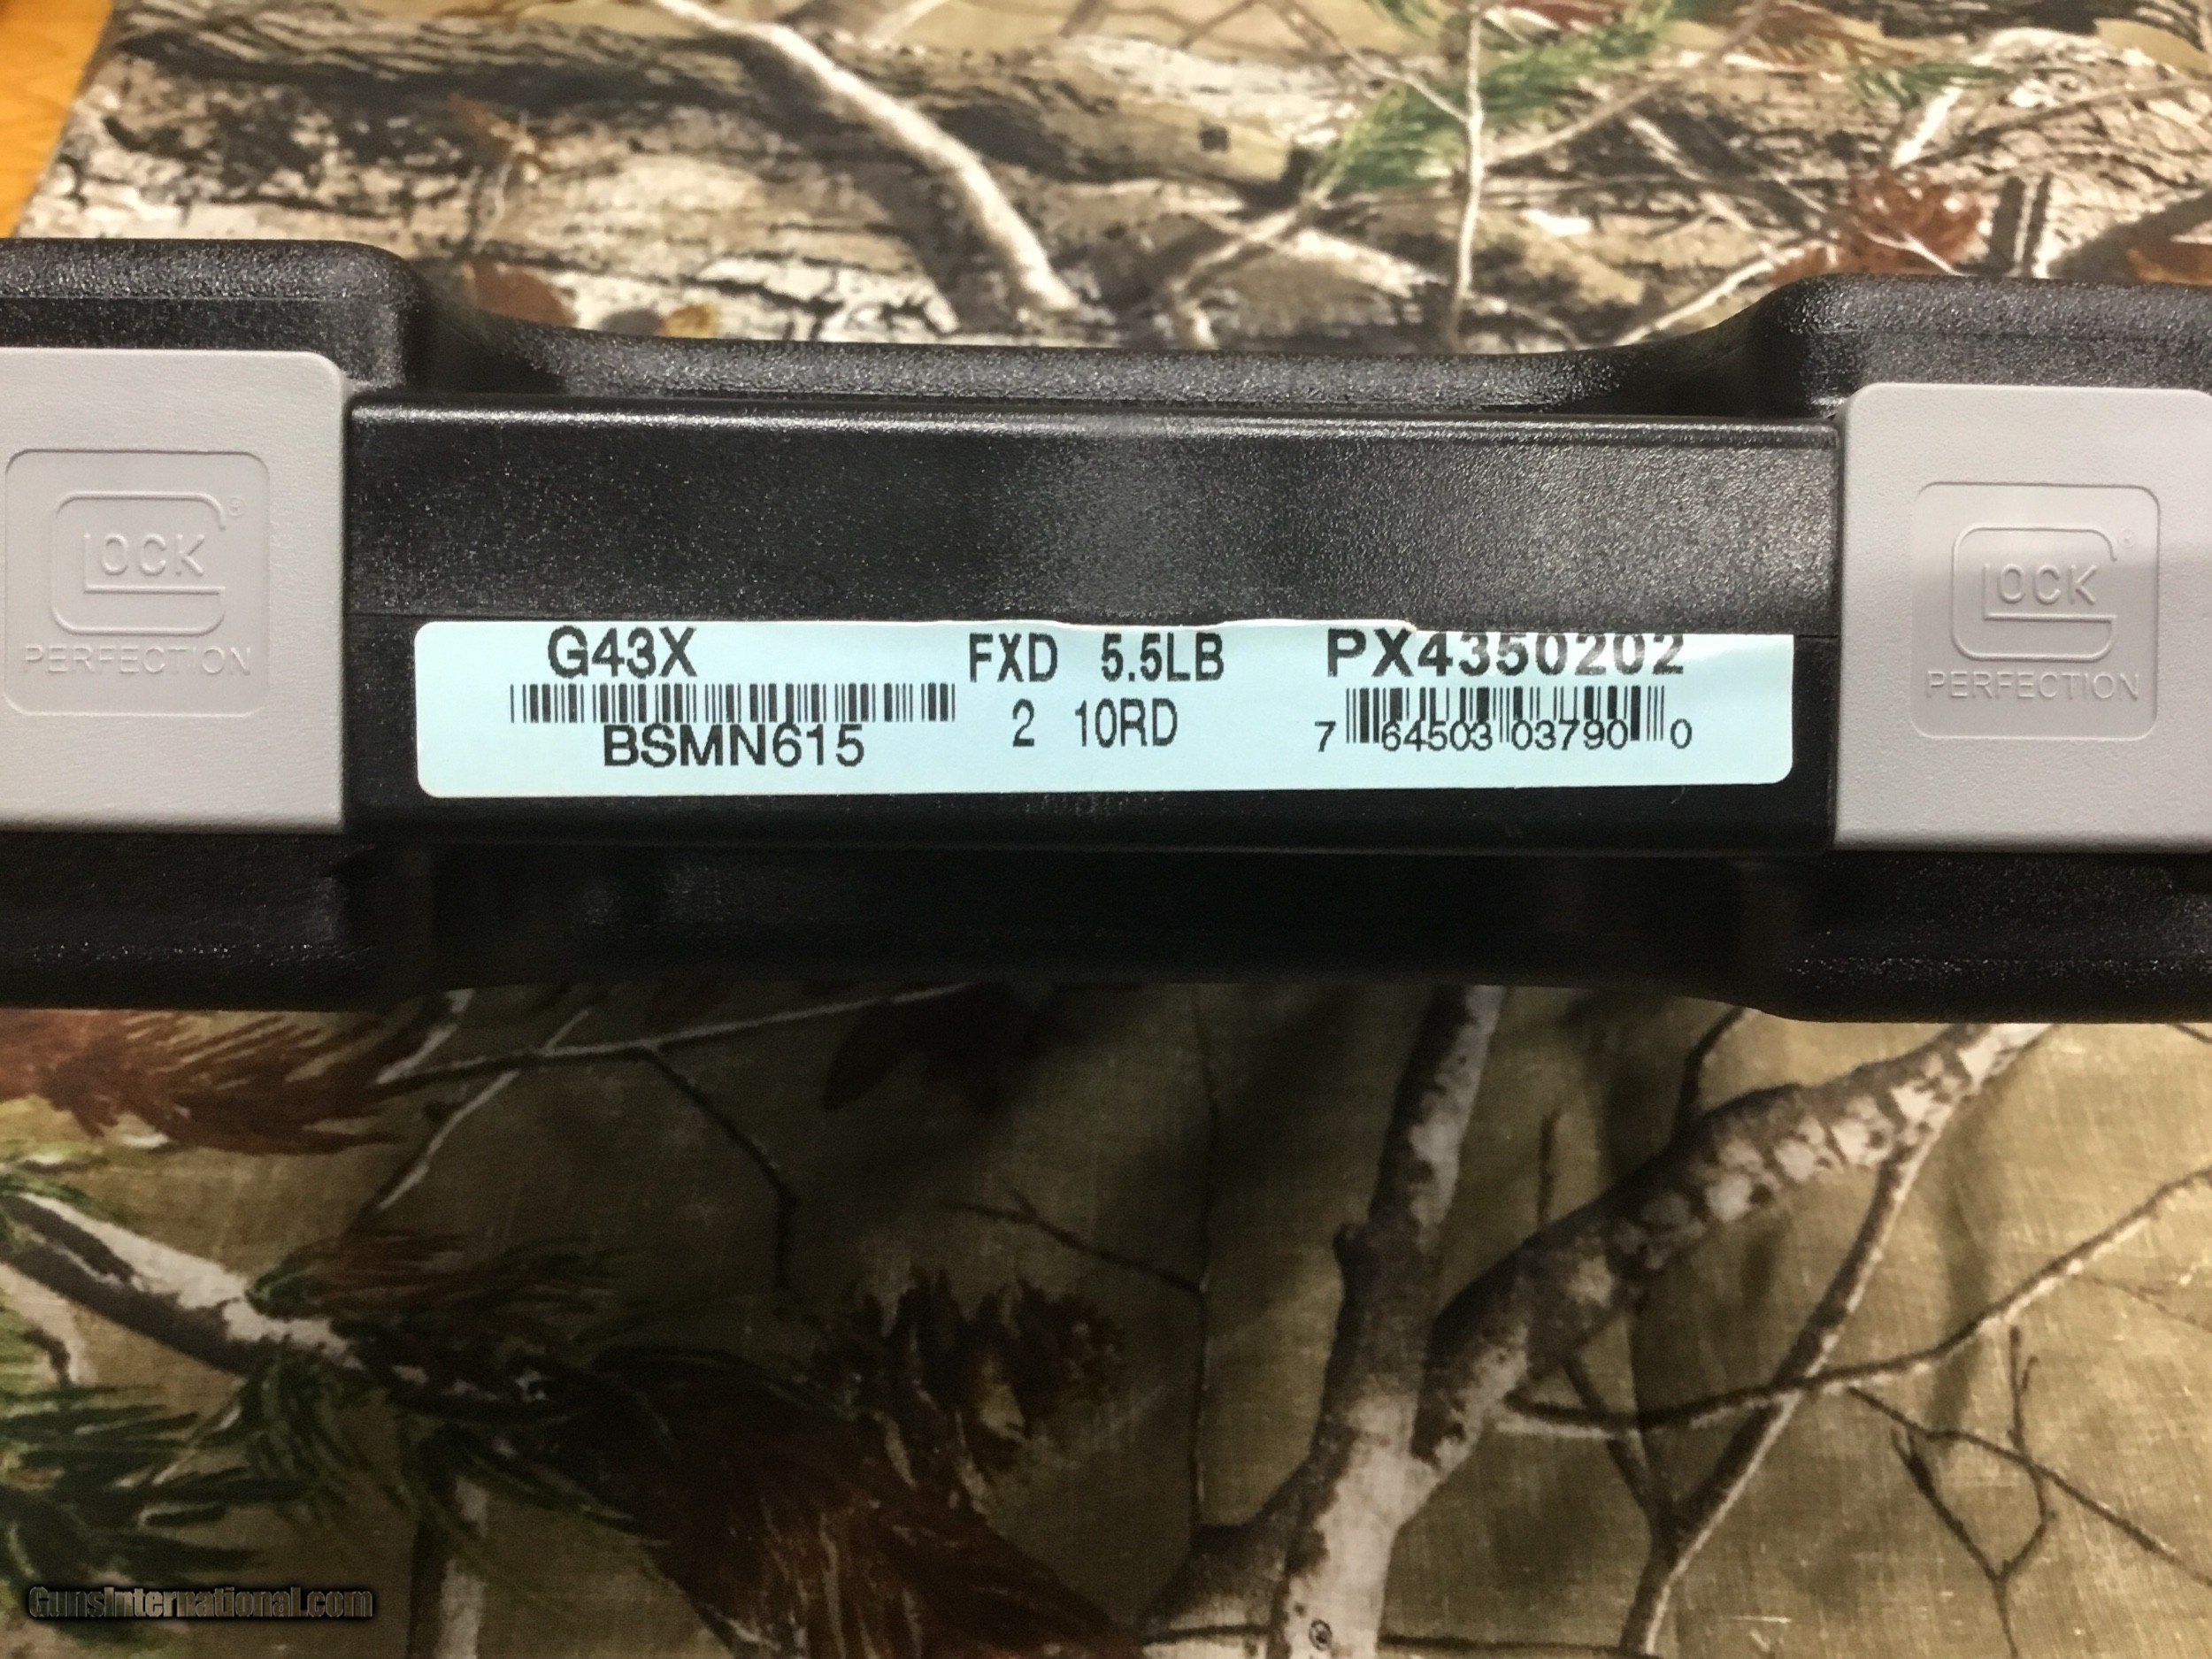 GLOCK
PERFECTION
G43X FXD 5.5LB PX4350202
BSMN615 2 10RD 7 64503 03790 0
GLOCK
PERFECTION
GunsInternational.com